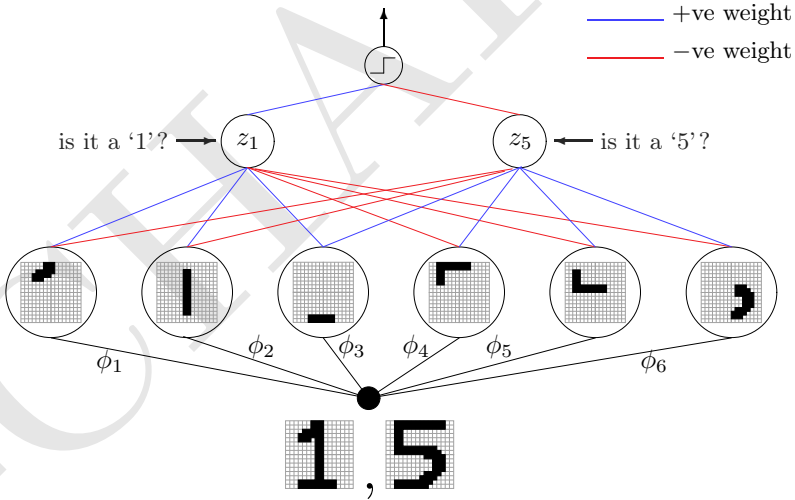 +ve weight
−ve weight
is it a ‘1’?
z₁
z₅
is it a ‘5’?
ϕ₁
ϕ₂
ϕ₃
ϕ₄
ϕ₅
ϕ₆
1 , 5